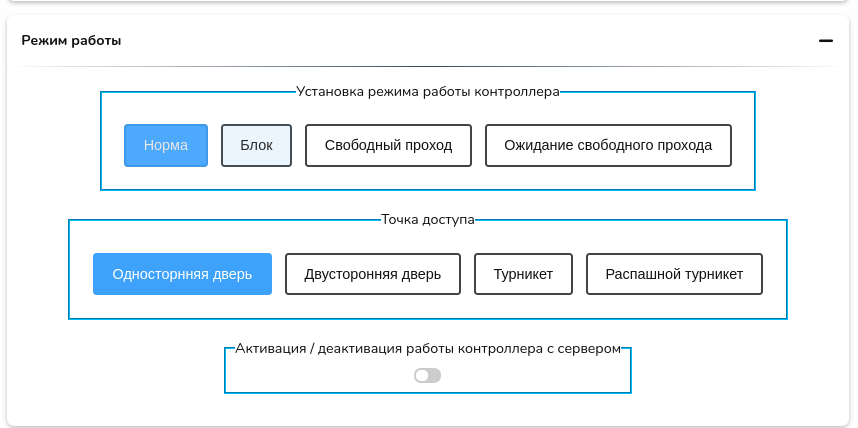 Режим работы
Установка режима работы контроллера
Норма Блок Свободный проход Ожидание свободного прохода
Точка доступа
Односторнняя дверь Двусторонняя дверь Турникет Распашной турникет
Активация / деактивация работы контроллера с сервером